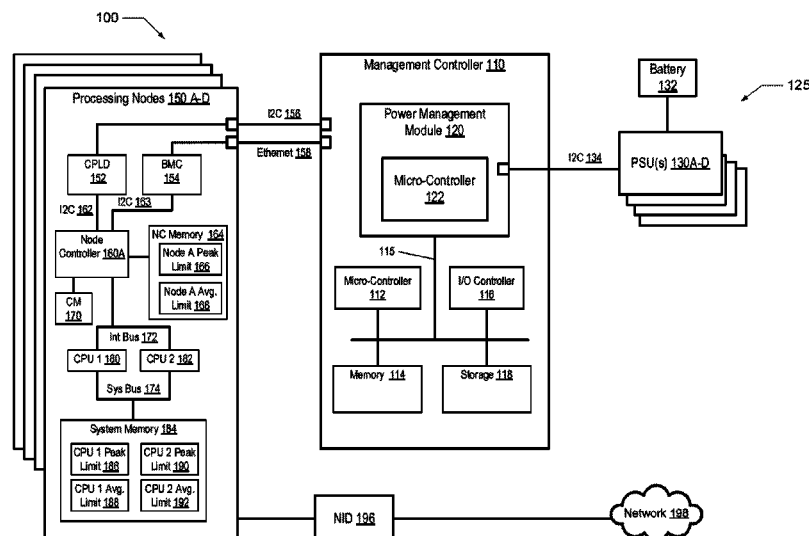 100
Processing Nodes 150 A-D
CPLD
152
BMC
154
I2C 162
I2C
163
Node
Controller 160A
NC Memory 164
Node A Peak
Limit 166
Node A Avg.
Limit 168
CM
170
Int Bus 172
CPU 1 180
CPU 2 182
Sys Bus 174
System Memory 184
CPU 1 Peak
Limit 186
CPU 2 Peak
Limit 190
CPU 1 Avg.
Limit 188
CPU 2 Avg.
Limit 192
I2C 156
Ethernet 158
Management Controller 110
Power Management
Module 120
Micro-Controller
122
115
Micro-Controller
112
I/O Controller
116
Memory 114
Storage 118
I2C 134
Battery
132
125
PSU(s) 130A-D
NID 196
Network 198